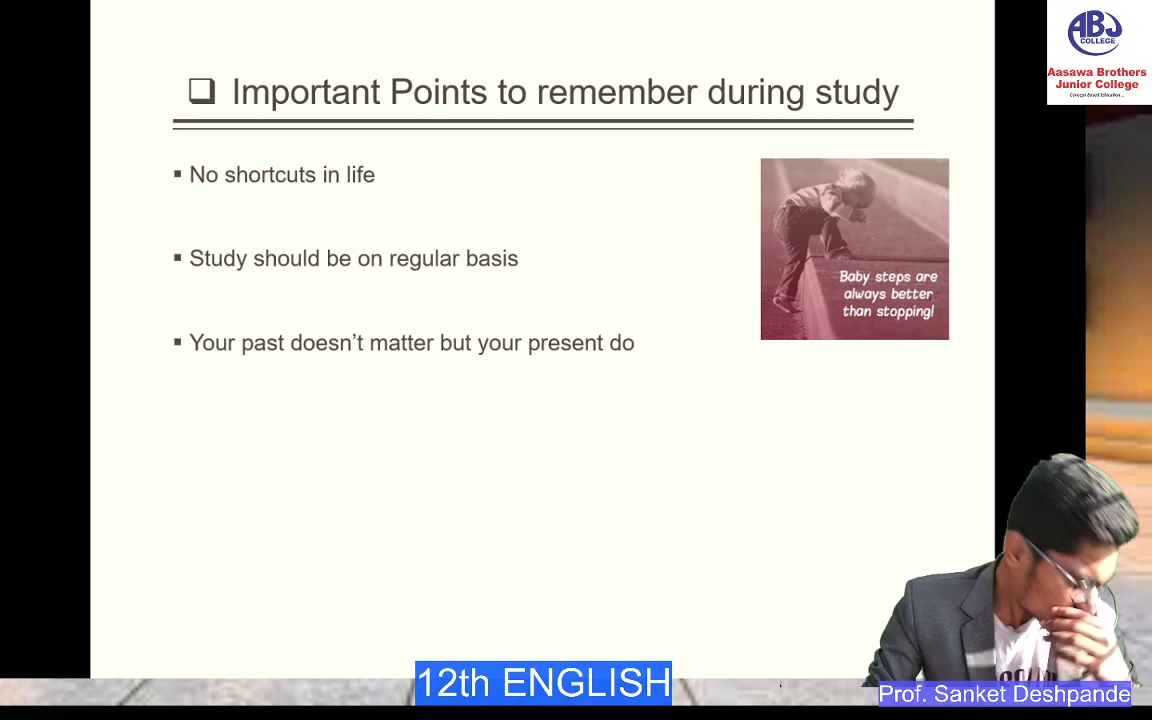 ABJ
COLLEGE
Aasawa Brothers
Junior College
Concept Based Education...
❑ Important Points to remember during study
▪ No shortcuts in life
▪ Study should be on regular basis
▪ Your past doesn’t matter but your present do
Baby steps are
always better
than stopping!
12th ENGLISH
Prof. Sanket Deshpande